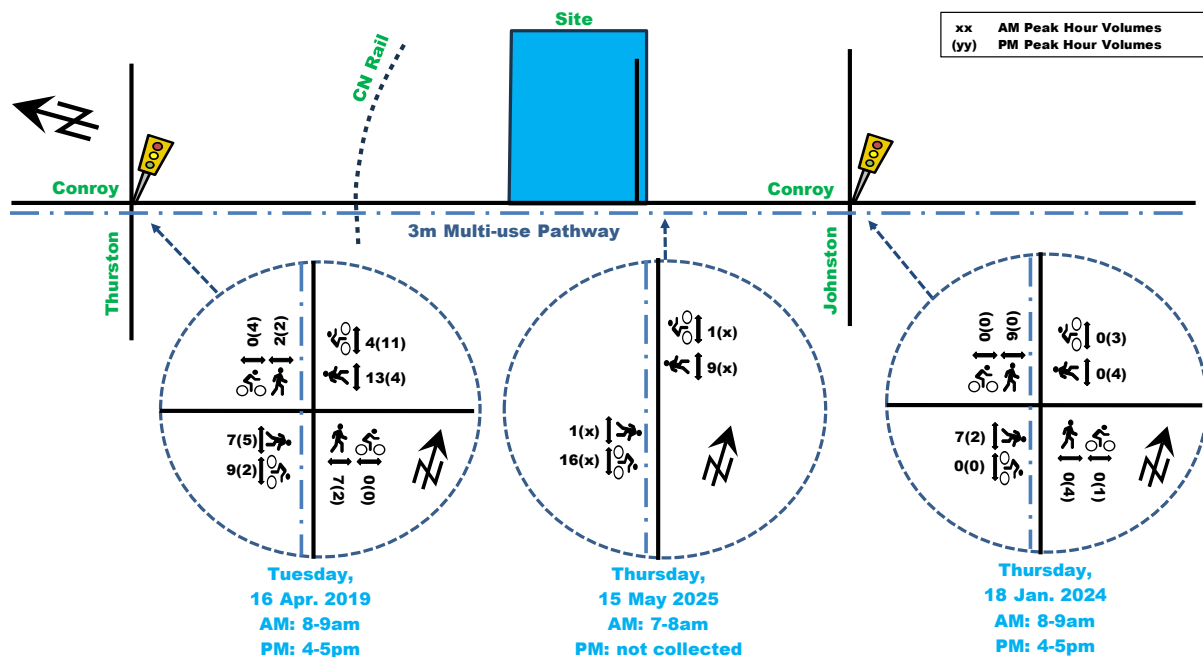 Site
xx AM Peak Hour Volumes
(yy) PM Peak Hour Volumes
CN Rail
Conroy
Conroy
3m Multi-use Pathway
Thurston
Johnston
0(4)
2(2)
4(11)
13(4)
7(5)
9(2)
7(2)
0(0)
1(x)
9(x)
1(x)
16(x)
0(0)
9(0)
0(3)
0(4)
7(2)
0(0)
0(4)
0(1)
Tuesday,
16 Apr. 2019
AM: 8-9am
PM: 4-5pm
Thursday,
15 May 2025
AM: 7-8am
PM: not collected
Thursday,
18 Jan. 2024
AM: 8-9am
PM: 4-5pm